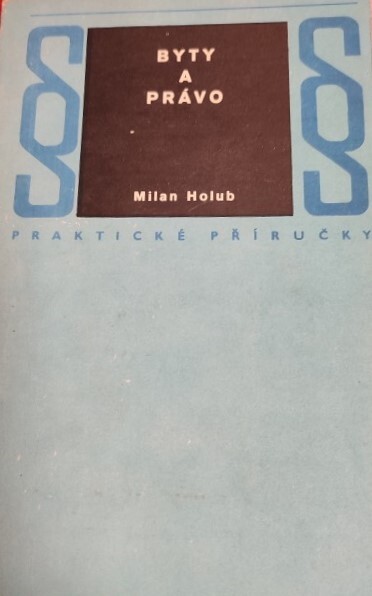 BYTY
A
PRÁVO
Milan Holub
§ §
PRAKTICKÉ PŘÍRUČKY